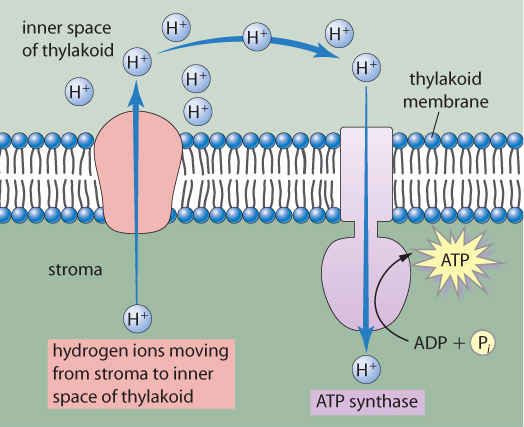 inner space
of thylakoid
H+
H+
H+
H+
H+
H+
H+
H+
H+
thylakoid
membrane
stroma
ATP
H+
ADP + Pi
hydrogen ions moving
from stroma to inner
space of thylakoid
H+
ATP synthase